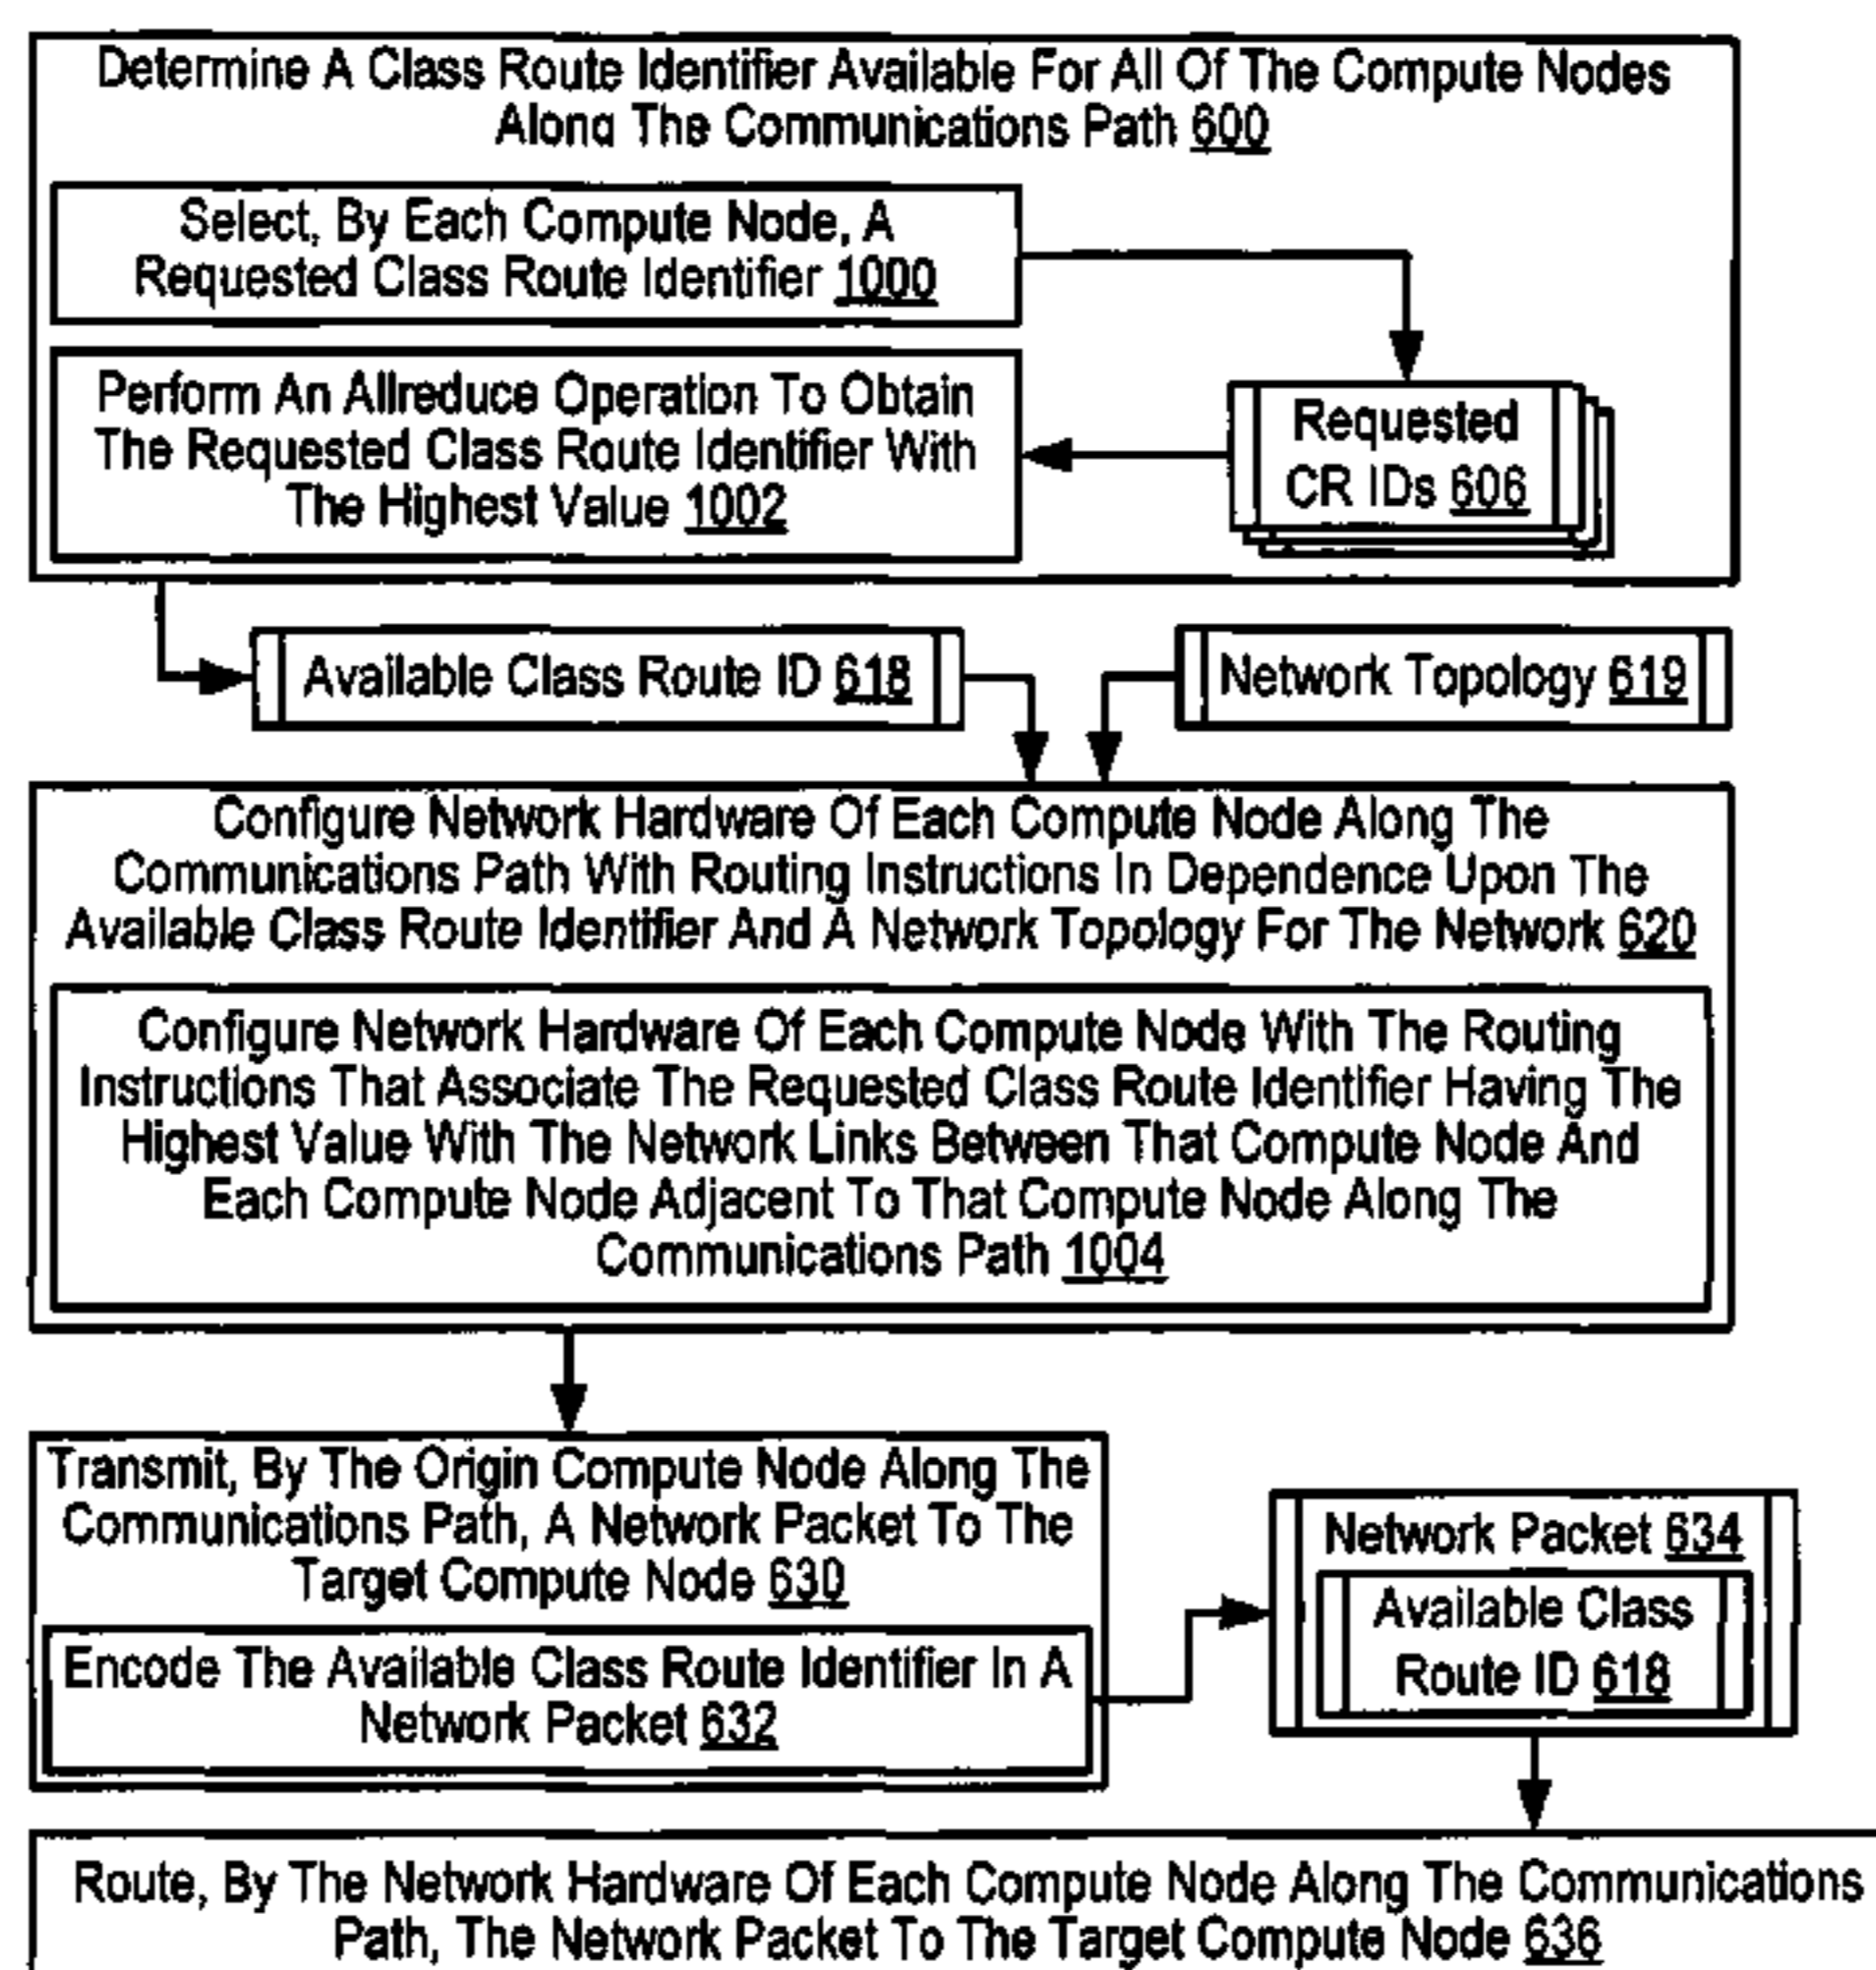 Determine A Class Route Identifier Available For All Of The Compute Nodes
Along The Communications Path 600
Select, By Each Compute Node, A
Requested Class Route Identifier 1000
Perform An Allreduce Operation To Obtain
The Requested Class Route Identifier With
The Highest Value 1002
Requested
CR IDs 606
Available Class Route ID 618
Network Topology 619
Configure Network Hardware Of Each Compute Node Along The
Communications Path With Routing Instructions In Dependence Upon The
Available Class Route Identifier And A Network Topology For The Network 620
Configure Network Hardware Of Each Compute Node With The Routing
Instructions That Associate The Requested Class Route Identifier Having The
Highest Value With The Network Links Between That Compute Node And
Each Compute Node Adjacent To That Compute Node Along The
Communications Path 1004
Transmit, By The Origin Compute Node Along The
Communications Path, A Network Packet To The
Target Compute Node 630
Encode The Available Class Route Identifier In A
Network Packet 632
Network Packet 634
Available Class
Route ID 618
Route, By The Network Hardware Of Each Compute Node Along The Communications
Path, The Network Packet To The Target Compute Node 636